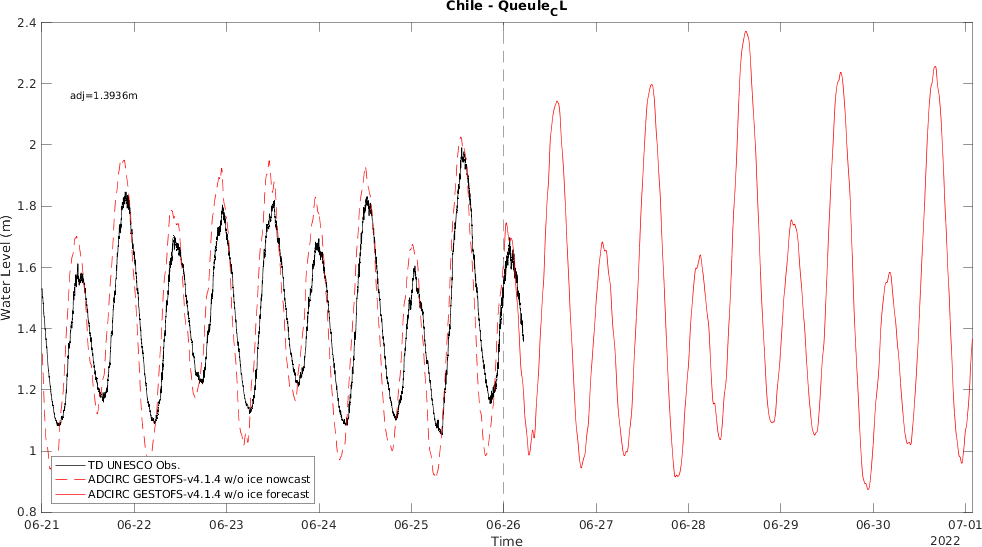 Chile - Queule_CL
2.4
2.2
2
1.8
1.6
1.4
1.2
1
0.8
Water Level (m)
adj=1.3936m
TD UNESCO Obs.
ADCIRC GESTOFS-v4.1.4 w/o ice nowcast
ADCIRC GESTOFS-v4.1.4 w/o ice forecast
06-21 06-22 06-23 06-24 06-25 06-26 06-27 06-28 06-29 06-30 07-01
Time
2022